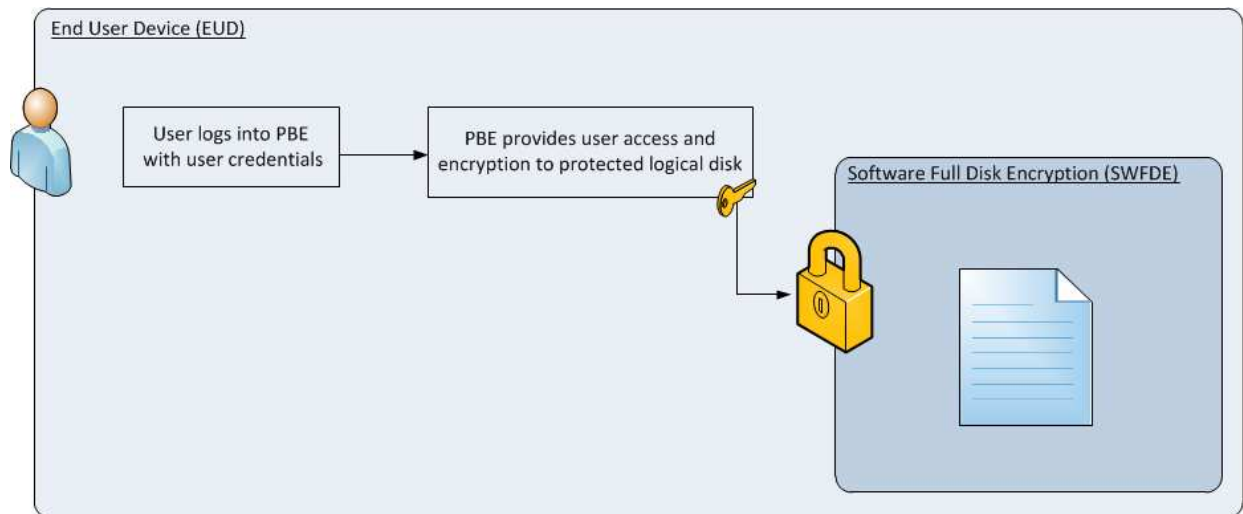 End User Device (EUD)
User logs into PBE
with user credentials
PBE provides user access and
encryption to protected logical disk
Software Full Disk Encryption (SWFDE)